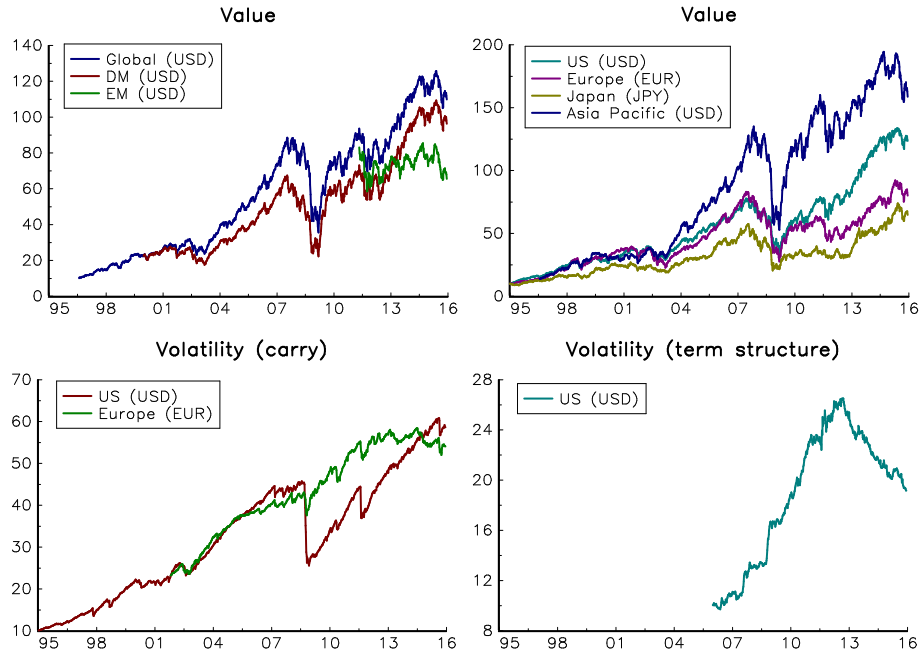 Value
Global (USD)
DM (USD)
EM (USD)
140
120
100
80
60
40
20
0
95 98 01 04 07 10 13 16
Value
US (USD)
Europe (EUR)
Japan (JPY)
Asia Pacific (USD)
200
150
100
50
0
95 98 01 04 07 10 13 16
Volatility (carry)
US (USD)
Europe (EUR)
70
60
50
40
30
20
10
95 98 01 04 07 10 13 16
Volatility (term structure)
US (USD)
28
24
20
16
12
8
95 98 01 04 07 10 13 16